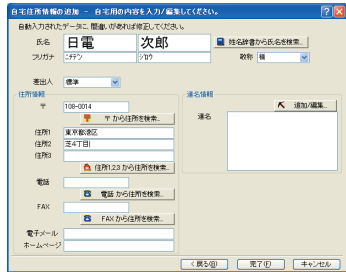 自宅住所情報の追加 － 自宅用の内容を入力/編集してください。
自動入力されたデータに、間違いがあれば修正してください。
氏名 日電 次郎 姓名辞書から氏名を検索...
フリガナ ニチデン ジロウ 敬称 様
差出人 標準
住所情報 連名情報
〒 108-0014 追加/編集...
〒から住所を検索... 連名
住所1 東京都港区
住所2 芝4丁目
住所3
住所1,2,3から住所を検索...
電話
電話から住所を検索...
FAX
FAXから住所を検索...
電子メール
ホームページ
< 戻る(B) 完了(F) キャンセル